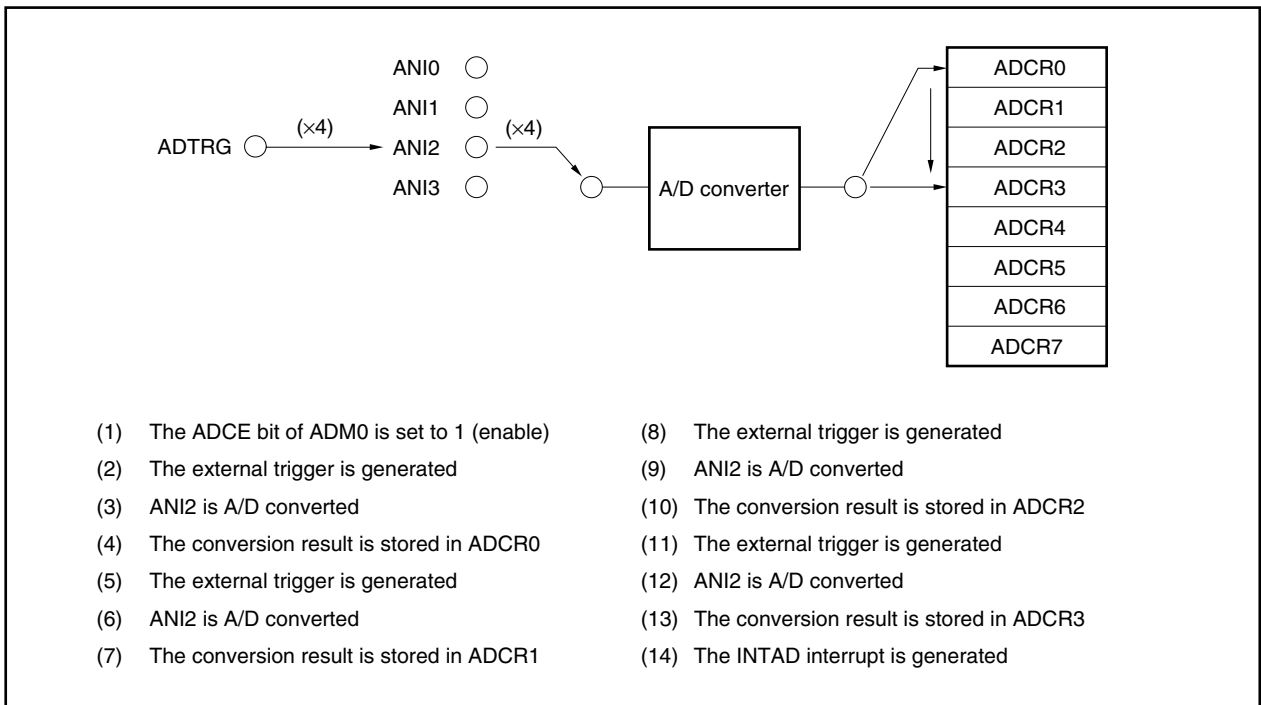 ANI0
ANI1
ADTRG (×4) ANI2 (×4)
ANI3
A/D converter
ADCR0
ADCR1
ADCR2
ADCR3
ADCR4
ADCR5
ADCR6
ADCR7
(1) The ADCE bit of ADM0 is set to 1 (enable)
(2) The external trigger is generated
(3) ANI2 is A/D converted
(4) The conversion result is stored in ADCR0
(5) The external trigger is generated
(6) ANI2 is A/D converted
(7) The conversion result is stored in ADCR1
(8) The external trigger is generated
(9) ANI2 is A/D converted
(10) The conversion result is stored in ADCR2
(11) The external trigger is generated
(12) ANI2 is A/D converted
(13) The conversion result is stored in ADCR3
(14) The INTAD interrupt is generated